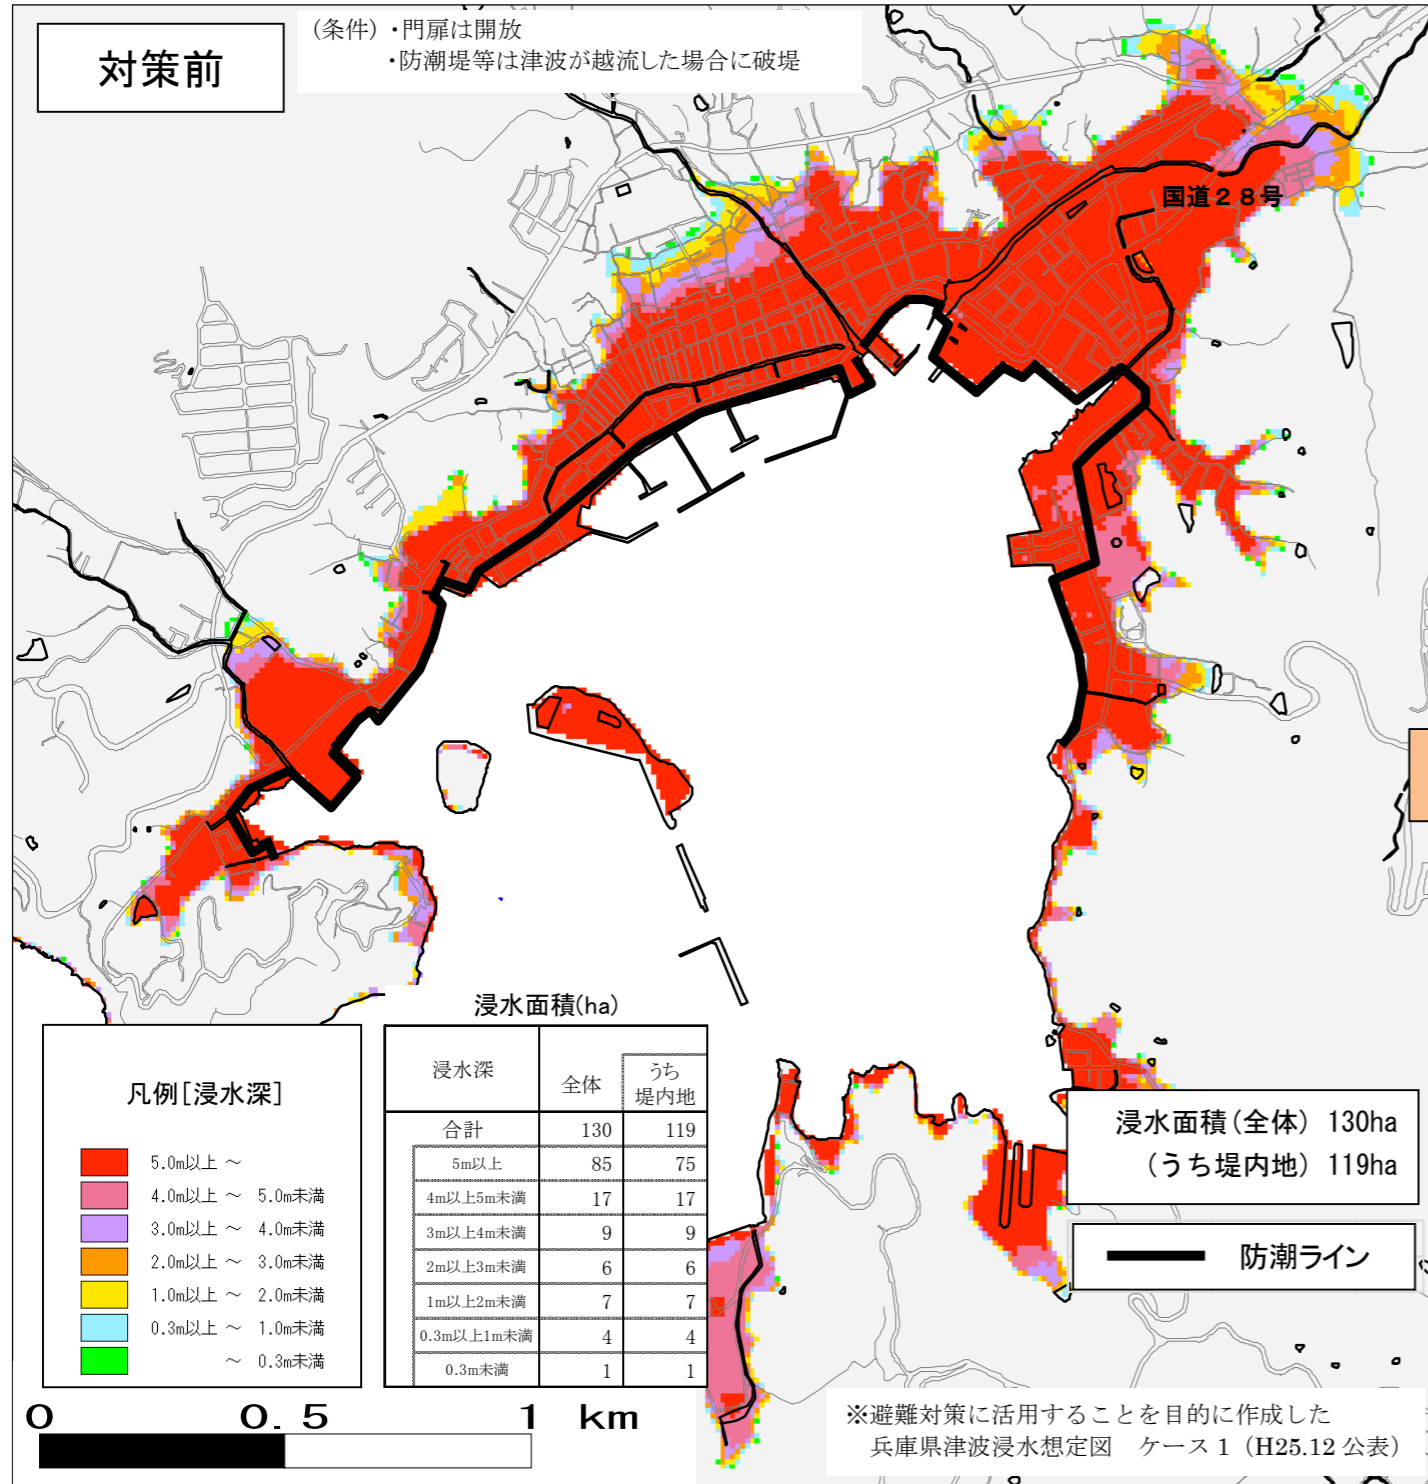 対策前
(条件) ・門扉は開放
・防潮堤等は津波が越流した場合に破堤
国道28号
凡例[浸水深]
5.0m以上 ～
4.0m以上 ～ 5.0m未満
3.0m以上 ～ 4.0m未満
2.0m以上 ～ 3.0m未満
1.0m以上 ～ 2.0m未満
0.3m以上 ～ 1.0m未満
～ 0.3m未満
浸水面積(ha)
浸水深 全体 うち堤内地
合計 130 119
5m以上 85 75
4m以上5m未満 17 17
3m以上4m未満 9 9
2m以上3m未満 6 6
1m以上2m未満 7 7
0.3m以上1m未満 4 4
0.3m未満 1 1
浸水面積(全体) 130ha
(うち堤内地) 119ha
防潮ライン
0 0.5 1 km
※避難対策に活用することを目的に作成した
兵庫県津波浸水想定図 ケース1 (H25.12公表)